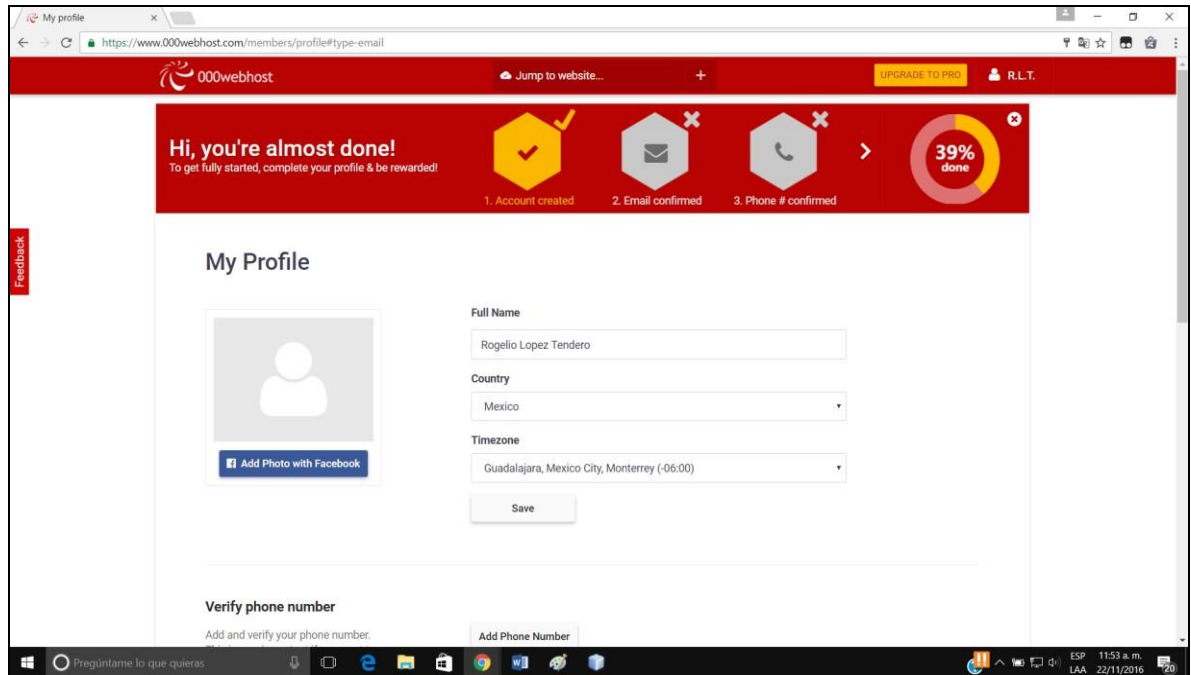 My profile
https://www.000webhost.com/members/profile#type-email
000webhost
Jump to website...
+
UPGRADE TO PRO
R.L.T.
Hi, you're almost done!
To get fully started, complete your profile & be rewarded!
1. Account created
2. Email confirmed
3. Phone # confirmed
39%
done
Feedback
My Profile
Add Photo with Facebook
Full Name
Rogelio Lopez Tendero
Country
Mexico
Timezone
Guadalajara, Mexico City, Monterrey (-06:00)
Save
Verify phone number
Add and verify your phone number.
Add Phone Number
Pregúntame lo que quieras
ESP
LAA
11:53 a. m.
22/11/2016
20